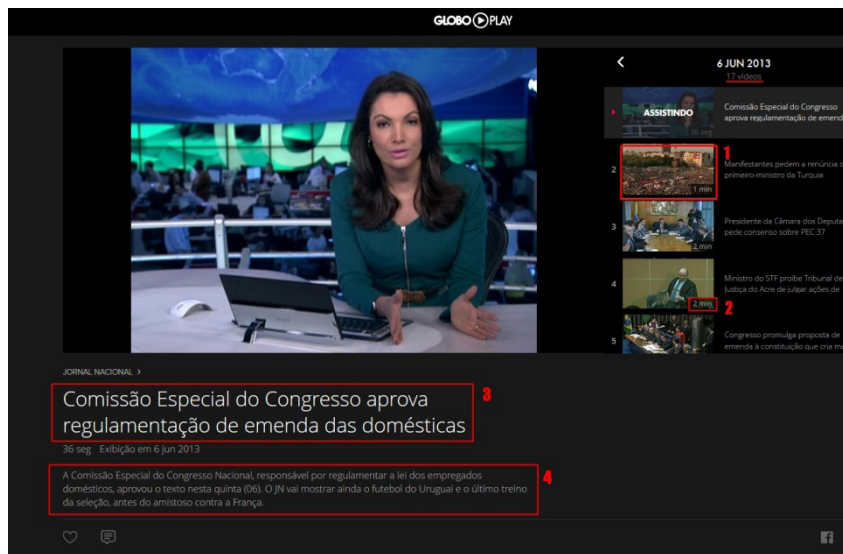 GLOBO PLAY
6 JUN 2013
17 vídeos
ASSISTINDO
36 seg
Comissão Especial do Congresso
aprova regulamentação de emend
1
2
1 min
Manifestantes pedem a renúncia
primeiro-ministro da Turquia
3
2 min
Presidente da Câmara dos Deputa
pede consenso sobre PEC 37
4
2 min
2
Ministro do STF proíbe Tribunal de
Justiça do Acre de julgar ações de
5
Congresso promulga proposta de
emenda à constituição que cria
JORNAL NACIONAL >
Comissão Especial do Congresso aprova
regulamentação de emenda das domésticas
3
36 seg Exibição em 6 jun 2013
A Comissão Especial do Congresso Nacional, responsável por regulamentar a lei dos empregados
domésticos, aprovou o texto nesta quinta (06). O JN vai mostrar ainda o futebol do Urugual e o último treino
da seleção, antes do amistoso contra a França.
4